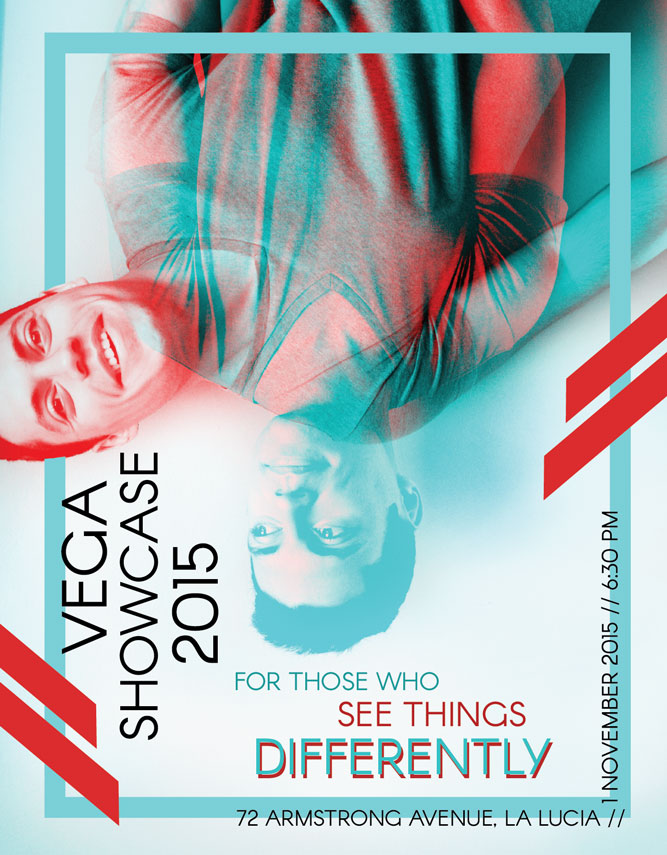 VEGA
SHOWCASE
2015
FOR THOSE WHO
SEE THINGS
DIFFERENTLY
72 ARMSTRONG AVENUE, LA LUCIA //
1 NOVEMBER 2015 // 6:30 PM